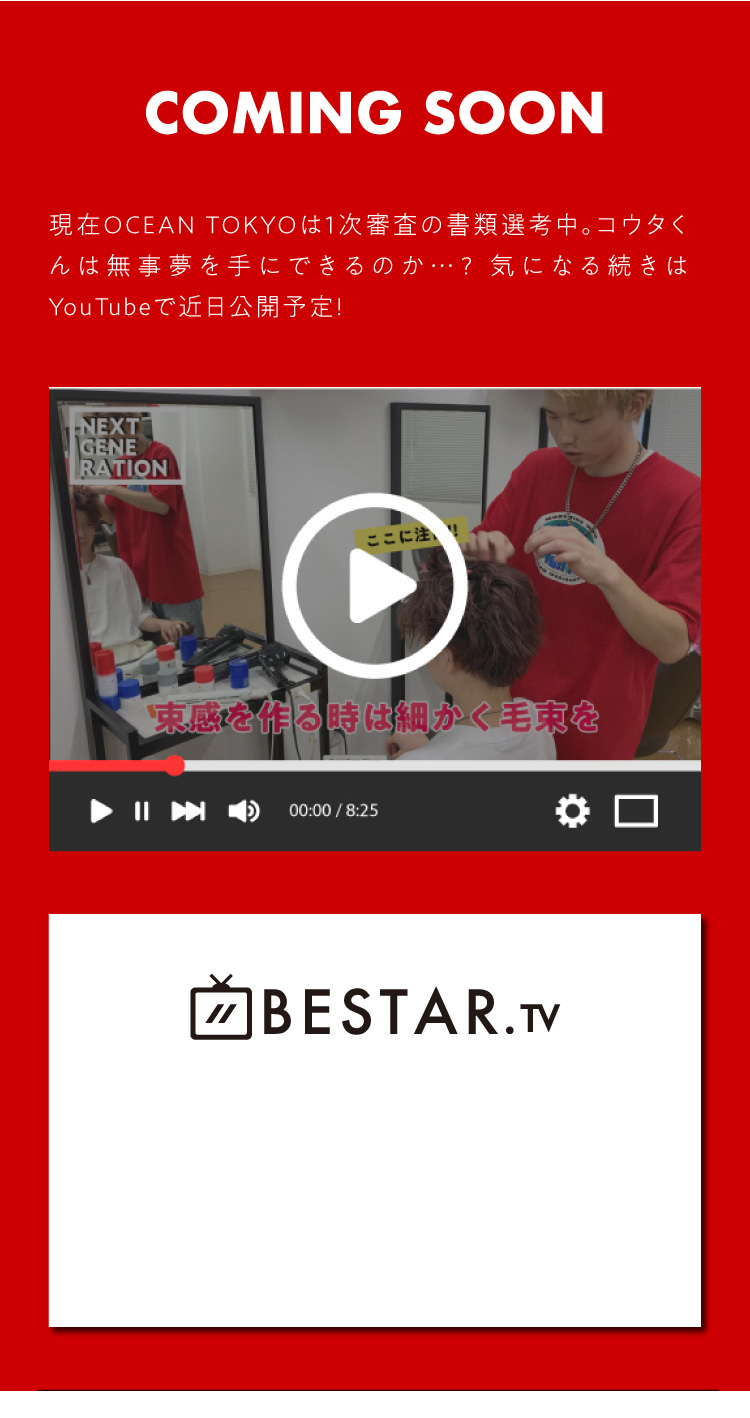 COMING SOON
現在OCEAN TOKYOは1次審査の書類選考中。コウタく
んは無事夢を手にできるのか…? 気になる続きは
YouTubeで近日公開予定!
NEXT
GENE
RATION
ここに注
束感を作る時は細かく毛束を
00:00 / 8:25
BESTAR.TV